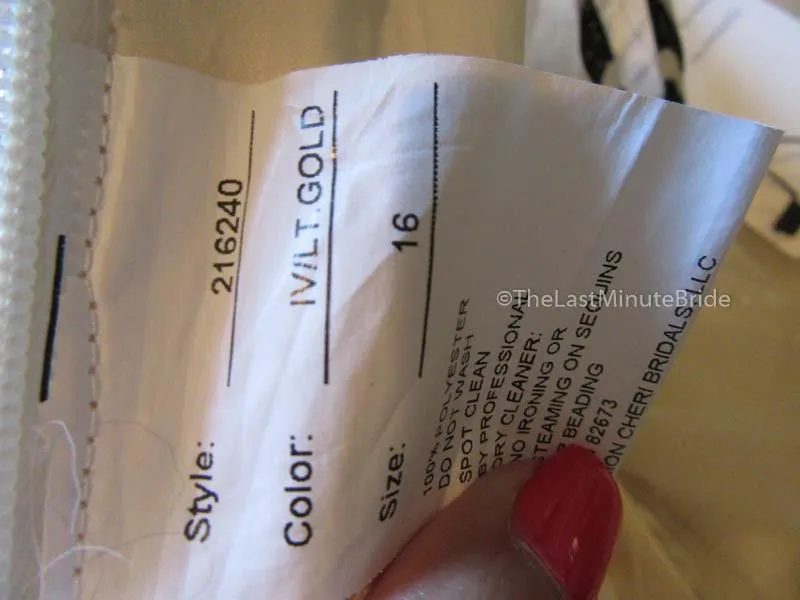 Style: 216240
Color: IV/LT.GOLD
Size: 16
100% POLYESTER
DO NOT WASH
SPOT CLEAN
BY PROFESSIONAL
DRY CLEANER:
NO IRONING OR
STEAMING ON SEQUINS
BEADING
82673
ION CHERI BRIDALS, LLC
©TheLastMinuteBride